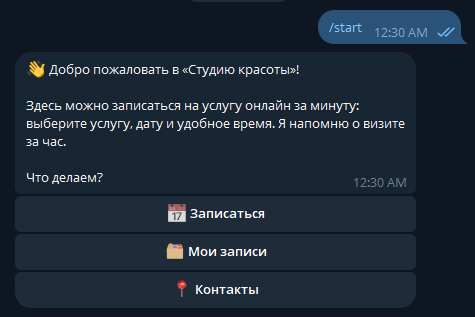 /start 12:30 AM
👋 Добро пожаловать в «Студию красоты»!
Здесь можно записаться на услугу онлайн за минуту:
выберите услугу, дату и удобное время. Я напомню о визите
за час.
Что делаем?
12:30 AM
📅 Записаться
🗂 Мои записи
📍 Контакты